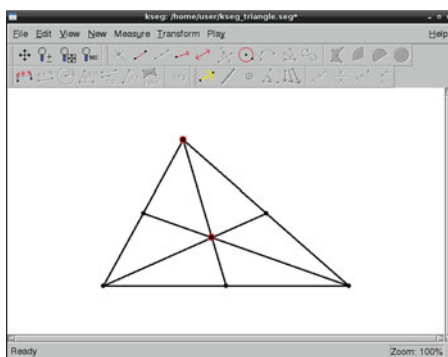 kseg: /home/user/kseg_triangle.seg*
File Edit View New Measure Transform Play Help
Ready Zoom: 100%